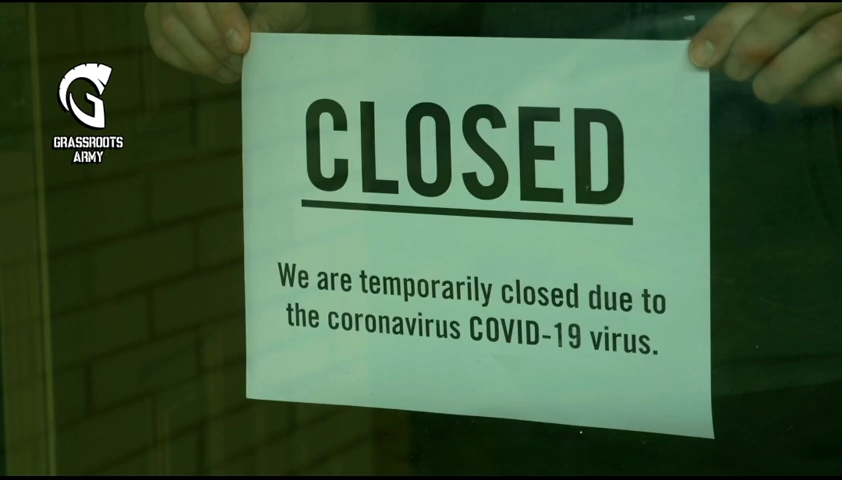 GRASSROOTS
ARMY
CLOSED
We are temporarily closed due to
the coronavirus COVID-19 virus.